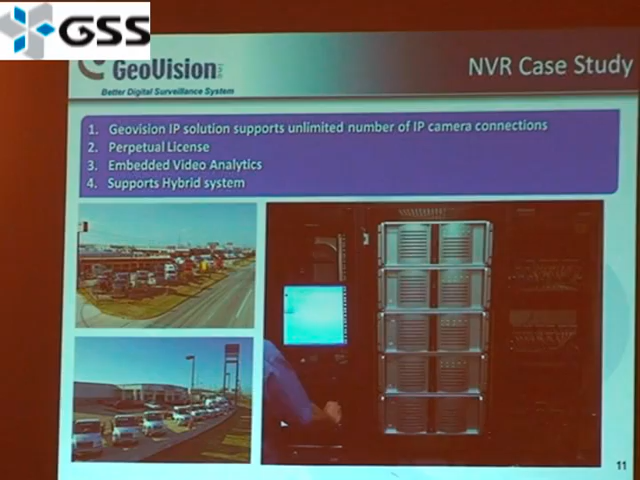 GSS
GeoVision
NVR Case Study
Better Digital Surveillance System
1. Geovision IP solution supports unlimited number of IP camera connections
2. Perpetual License
3. Embedded Video Analytics
4. Supports Hybrid system
11